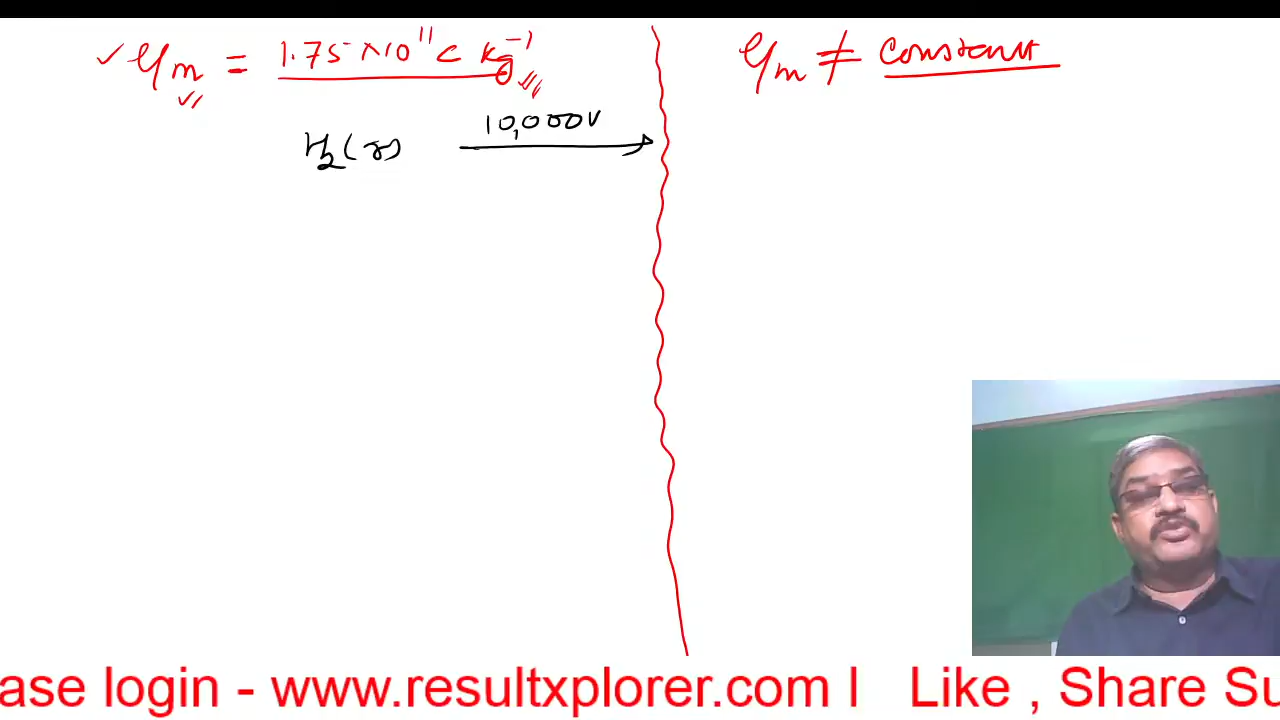 e/m = 1.75 × 10¹¹ C kg⁻¹
e/m ≠ constant
10,000V
H₂(g)
ase login - www.resultxplorer.com l Like , Share Su